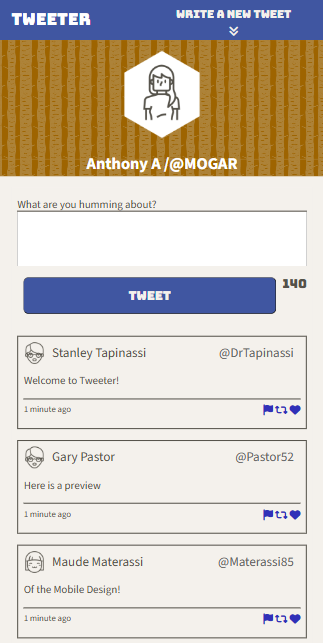 TWEETER
WRITE A NEW TWEET
Anthony A /@MOGAR
What are you humming about?
TWEET
140
Stanley Tapinassi @DrTapinassi
Welcome to Tweeter!
1 minute ago
Gary Pastor @Pastor52
Here is a preview
1 minute ago
Maude Materassi @Materassi85
Of the Mobile Design!
1 minute ago